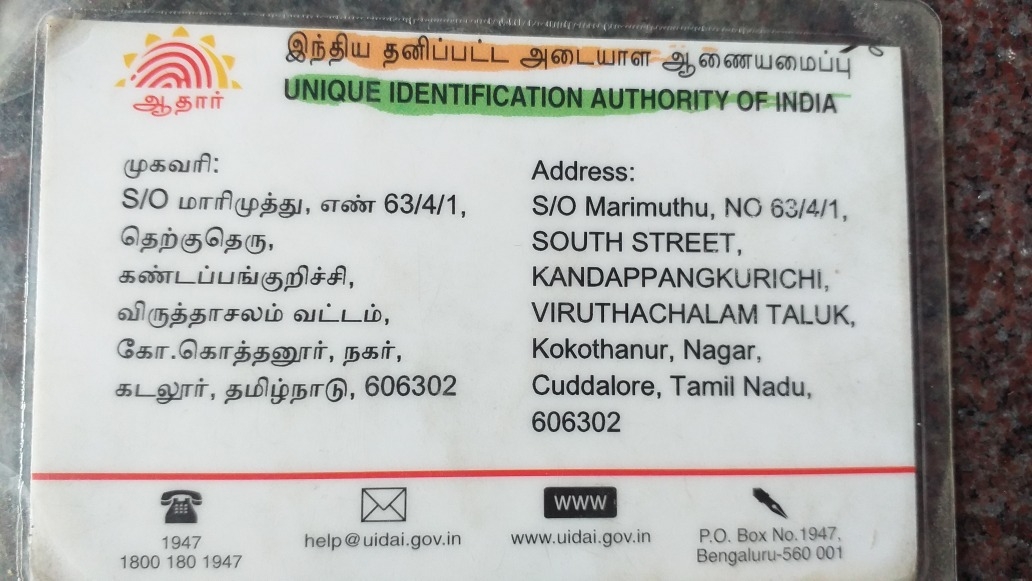 இந்திய தனிப்பட்ட அடையாள ஆணையமைப்பு
UNIQUE IDENTIFICATION AUTHORITY OF INDIA
ஆதார்
முகவரி:
S/O மாரிமுத்து, எண் 63/4/1,
தெற்குதெரு,
கண்டப்பங்குறிச்சி,
விருத்தாசலம் வட்டம்,
கோ.கொத்தனூர், நகர்,
கடலூர், தமிழ்நாடு, 606302
Address:
S/O Marimuthu, NO 63/4/1,
SOUTH STREET,
KANDAPPANGKURICHI,
VIRUTHACHALAM TALUK,
Kokothanur, Nagar,
Cuddalore, Tamil Nadu,
606302
1947
1800 180 1947
help@uidai.gov.in
www
www.uidai.gov.in
P.O. Box No.1947,
Bengaluru-560 001